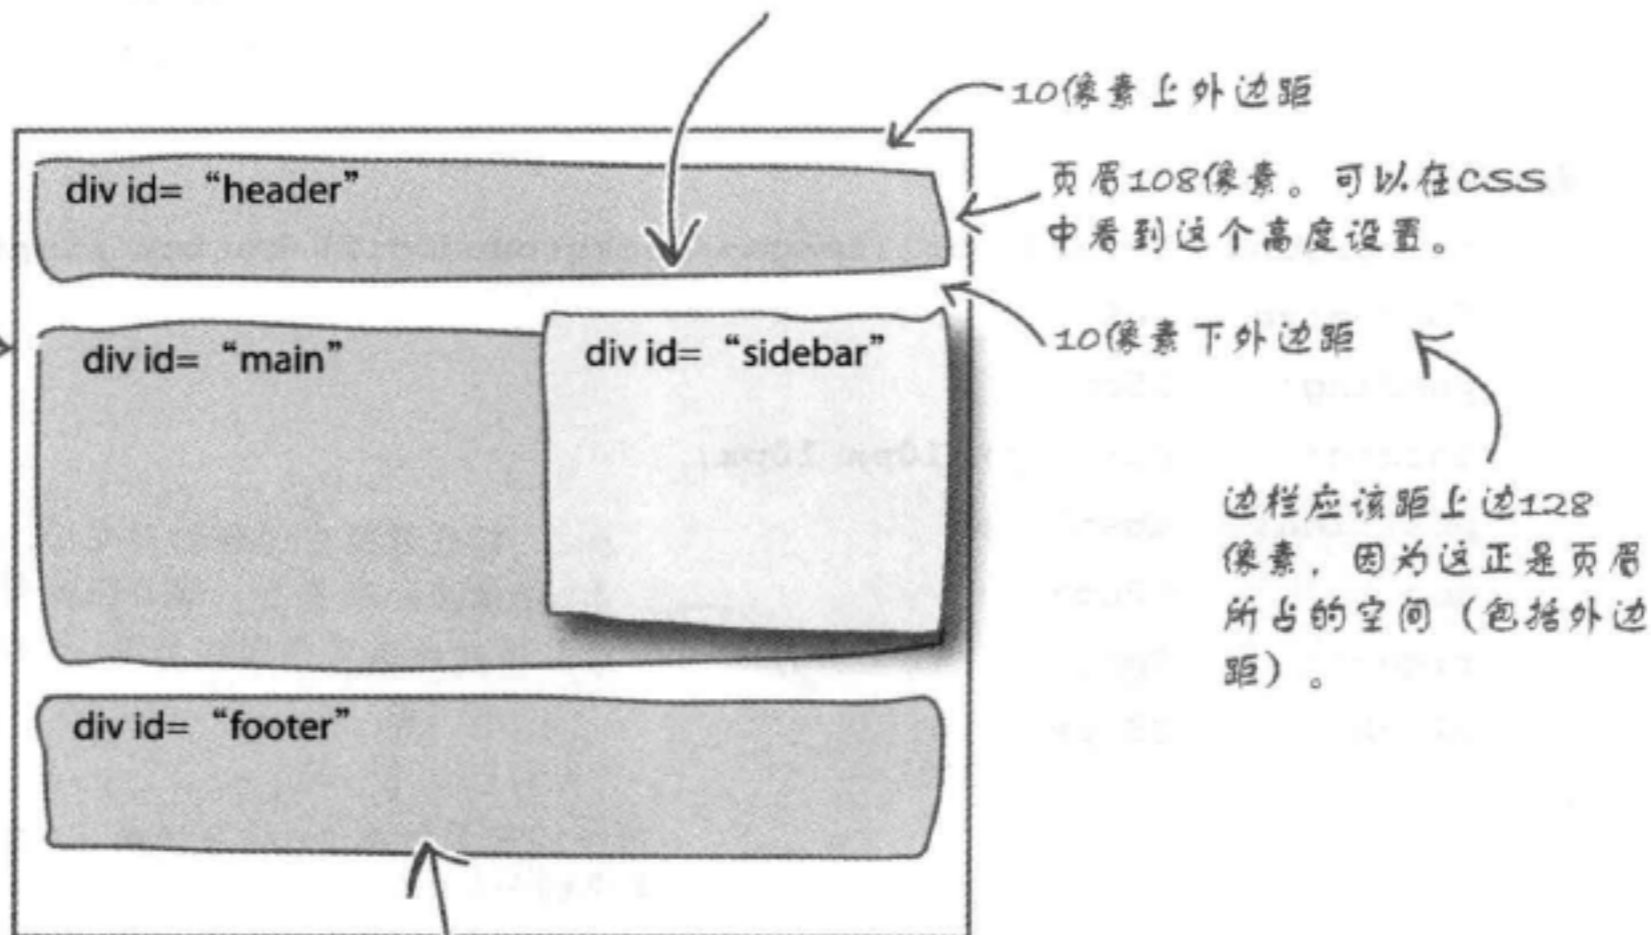 10像素上外边距
div id= “header”
页眉108像素。可以在CSS
中看到这个高度设置。
10像素下外边距
div id= “main”
div id= “sidebar”
边栏应该距上边128
像素，因为这正是页眉
所占的空间（包括外边
距）。
div id= “footer”